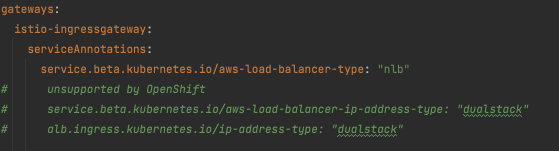 gateways:
  istio-ingressgateway:
    serviceAnnotations:
      service.beta.kubernetes.io/aws-load-balancer-type: "nlb"
#      unsupported by OpenShift
#      service.beta.kubernetes.io/aws-load-balancer-ip-address-type: "dualstack"
#      alb.ingress.kubernetes.io/ip-address-type: "dualstack"